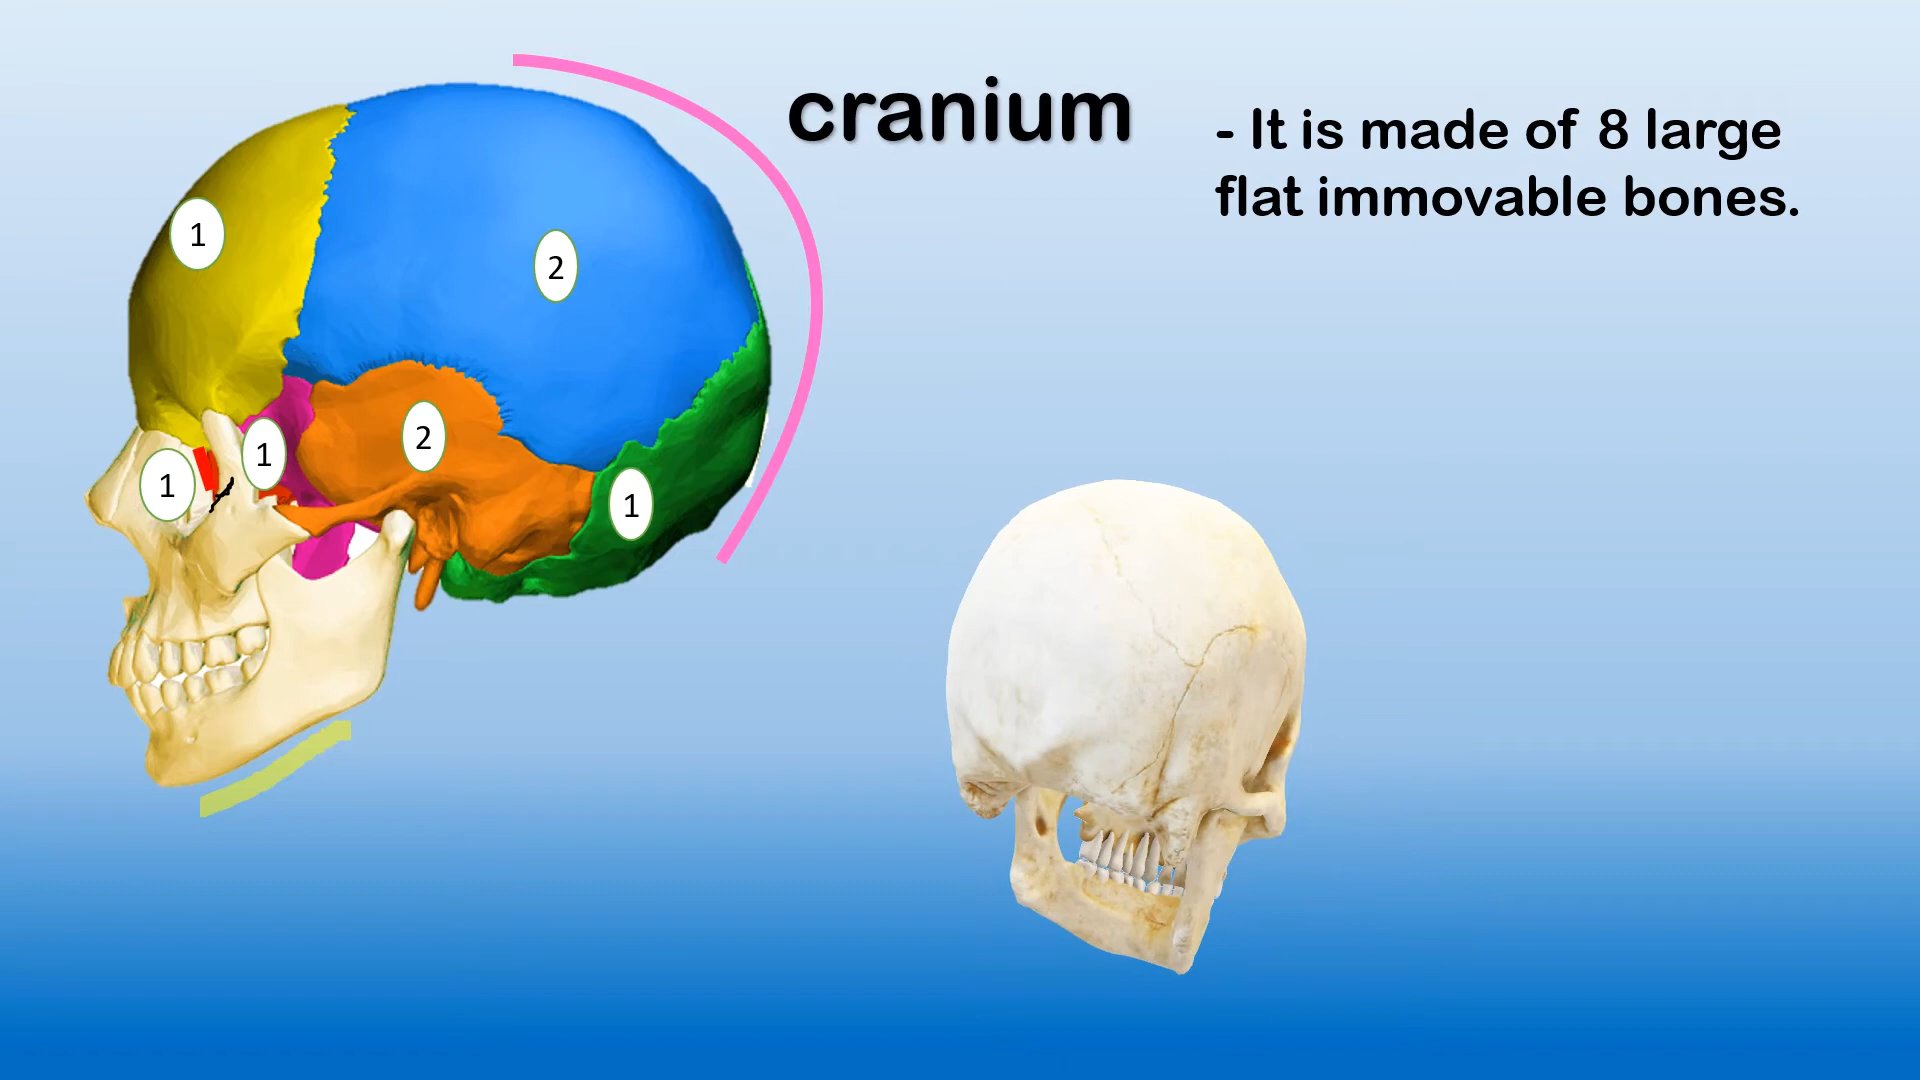 cranium
- It is made of 8 large
flat immovable bones.
1
2
2
1
1
1